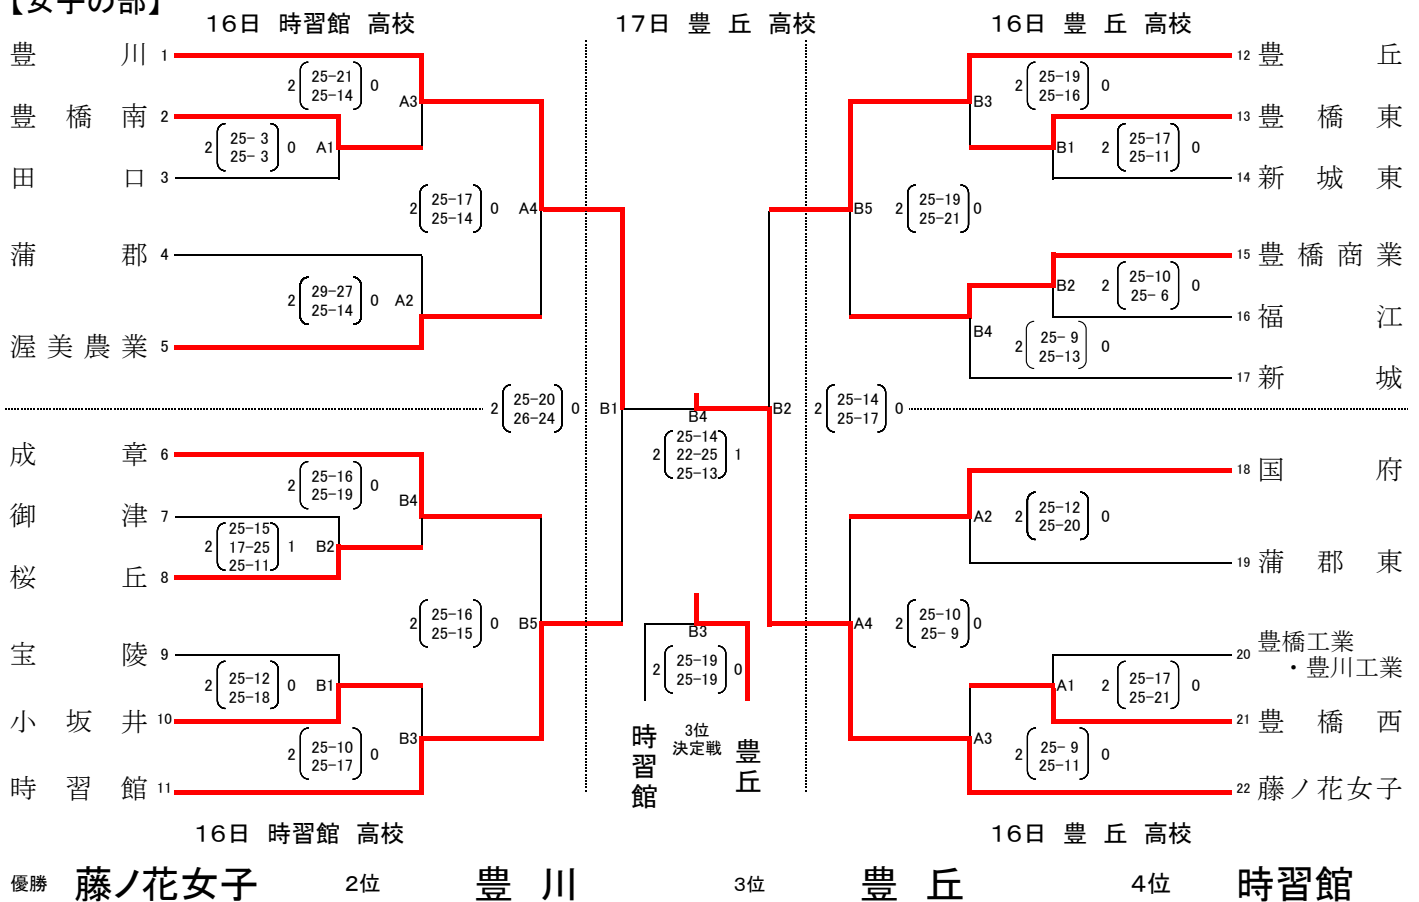 【女子の部】
16日 時習館 高校
17日 豊 丘 高校
16日 豊 丘 高校
豊川 1
豊橋南 2
田口 3
蒲郡 4
渥美農業 5
成章 6
御津 7
桜丘 8
宝陵 9
小坂井 10
時習館 11
2 25-21 0
25-14
A3
2 25- 3 0 A1
25- 3
2 25-17 0 A4
25-14
2 29-27 0 A2
25-14
2 25-20 0 B1
26-24
2 25-16 0
25-19
B4
25-15
2 17-25 1 B2
25-11
2 25-16 0 B5
25-15
2 25-12 0 B1
25-18
2 25-10 0
25-17
B3
B4
25-14
2 22-25 1
25-13
B3
2 25-19 0
25-19
時習館
3位
決定戦
豊丘
12 豊丘
13 豊橋東
14 新城東
15 豊橋商業
16 福江
17 新城
18 国府
19 蒲郡東
20 豊橋工業
・豊川工業
21 豊橋西
22 藤ノ花女子
B3
2 25-19 0
25-16
B1 2 25-17 0
25-11
B5 2 25-19 0
25-21
B2 2 25-10 0
25- 6
B4
2 25- 9 0
25-13
B2 2 25-14 0
25-17
A2 2 25-12 0
25-20
A4 2 25-10 0
25- 9
A1 2 25-17 0
25-21
A3
2 25- 9 0
25-11
16日 時習館 高校
16日 豊 丘 高校
優勝 藤ノ花女子 2位 豊 川 3位 豊 丘 4位 時習館